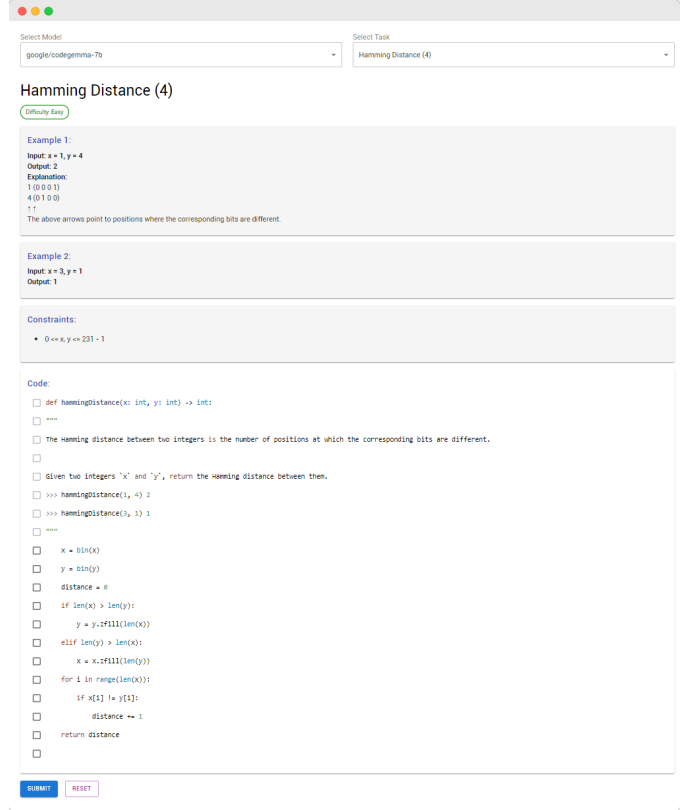 Select Model
google/codegemma-7b
Select Task
Hamming Distance (4)
Hamming Distance (4)
Difficulty: Easy
Example 1:
Input: x = 1, y = 4
Output: 2
Explanation:
1 (0 0 0 1)
4 (0 1 0 0)
↑ ↑
The above arrows point to positions where the corresponding bits are different.
Example 2:
Input: x = 3, y = 1
Output: 1
Constraints:
• 0 <= x, y <= 231 - 1
Code:
def hammingDistance(x: int, y: int) -> int:
"""
The Hamming distance between two integers is the number of positions at which the corresponding bits are different.
Given two integers `x` and `y`, return the Hamming distance between them.
>>> hammingDistance(1, 4) 2
>>> hammingDistance(3, 1) 1
"""
x = bin(x)
y = bin(y)
distance = 0
if len(x) > len(y):
y = y.zfill(len(x))
elif len(y) > len(x):
x = x.zfill(len(y))
for i in range(len(x)):
if x[i] != y[i]:
distance += 1
return distance
SUBMIT
RESET